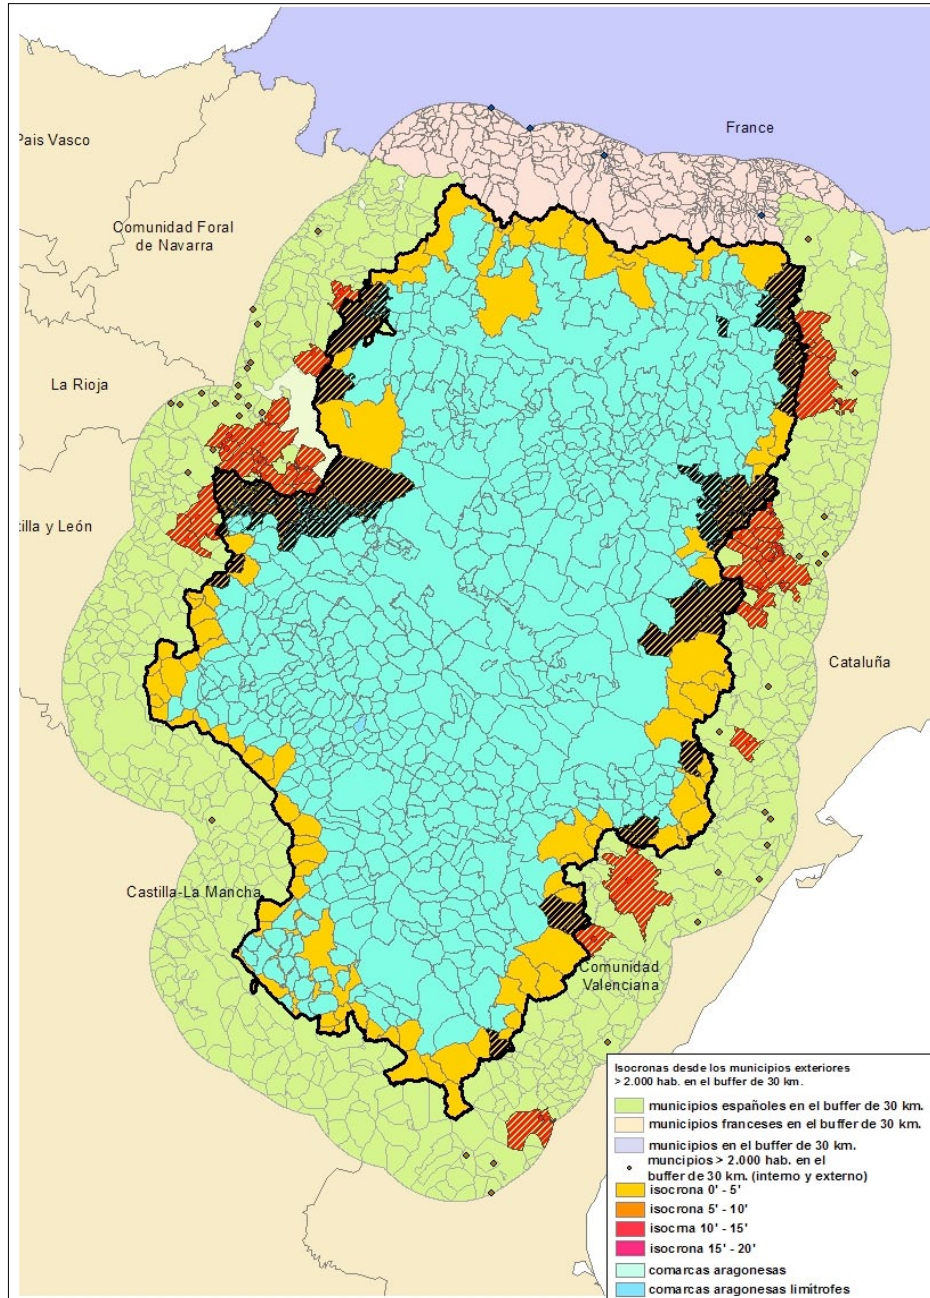 France
Pais Vasco
Comunidad Foral
de Navarra
La Rioja
tilla y León
Cataluña
Castilla-La Mancha
Comunidad
Valenciana
Isocronas desde los municipios exteriores
> 2.000 hab. en el buffer de 30 km.
municipios españoles en el buffer de 30 km.
municipios franceses en el buffer de 30 km.
municipios en el buffer de 30 km.
muncipios > 2.000 hab. en el
buffer de 30 km. (interno y externo)
isocrona 0' - 5'
isocrona 5' - 10'
isocrna 10' - 15'
isocrona 15' - 20'
comarcas aragonesas
comarcas aragonesas limítrofes